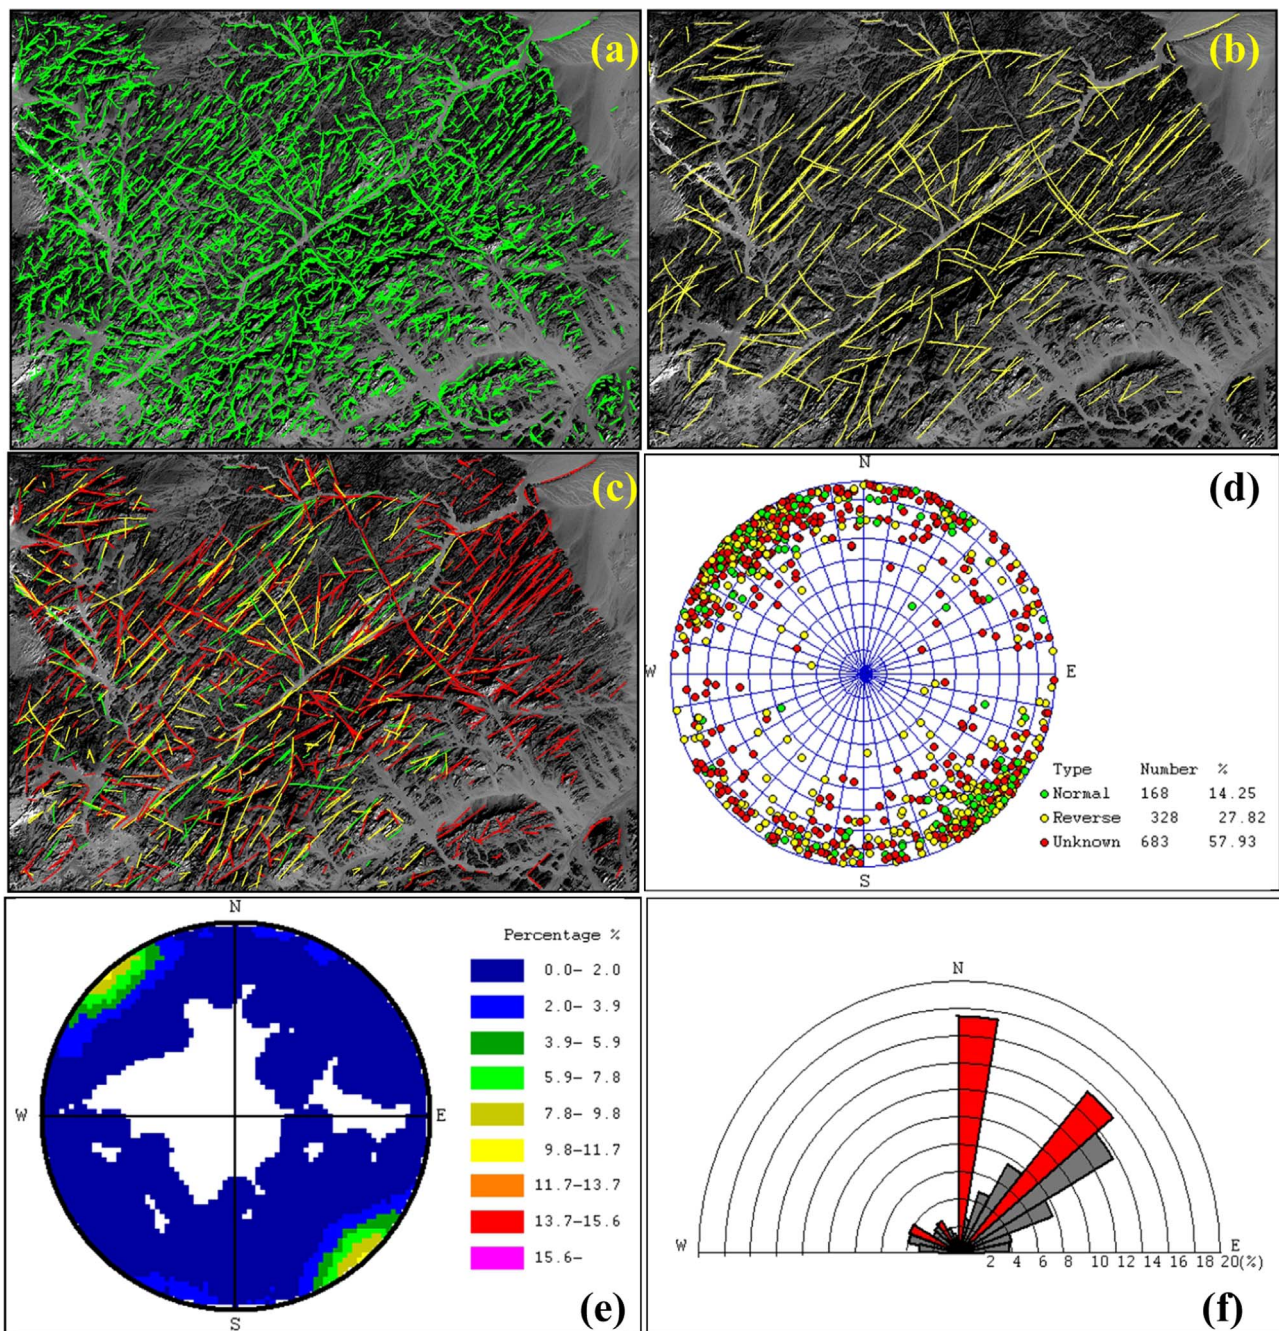 (a)
(b)
(c)
N
(d)
W
E
Type Number %
Normal 168 14.25
Reverse 328 27.82
Unknown 683 57.93
S
N
Percentage %
0.0- 2.0
2.0- 3.9
3.9- 5.9
5.9- 7.8
7.8- 9.8
9.8-11.7
11.7-13.7
13.7-15.6
15.6-
W
E
S
(e)
N
W
E
2 4 6 8 10 12 14 16 18 20(%)
(f)